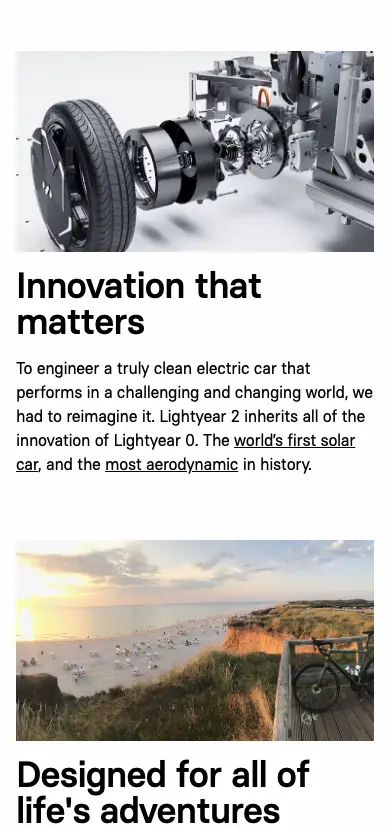 Innovation that
matters
To engineer a truly clean electric car that
performs in a challenging and changing world, we
had to reimagine it. Lightyear 2 inherits all of the
innovation of Lightyear 0. The world's first solar
car, and the most aerodynamic in history.
Designed for all of
life's adventures